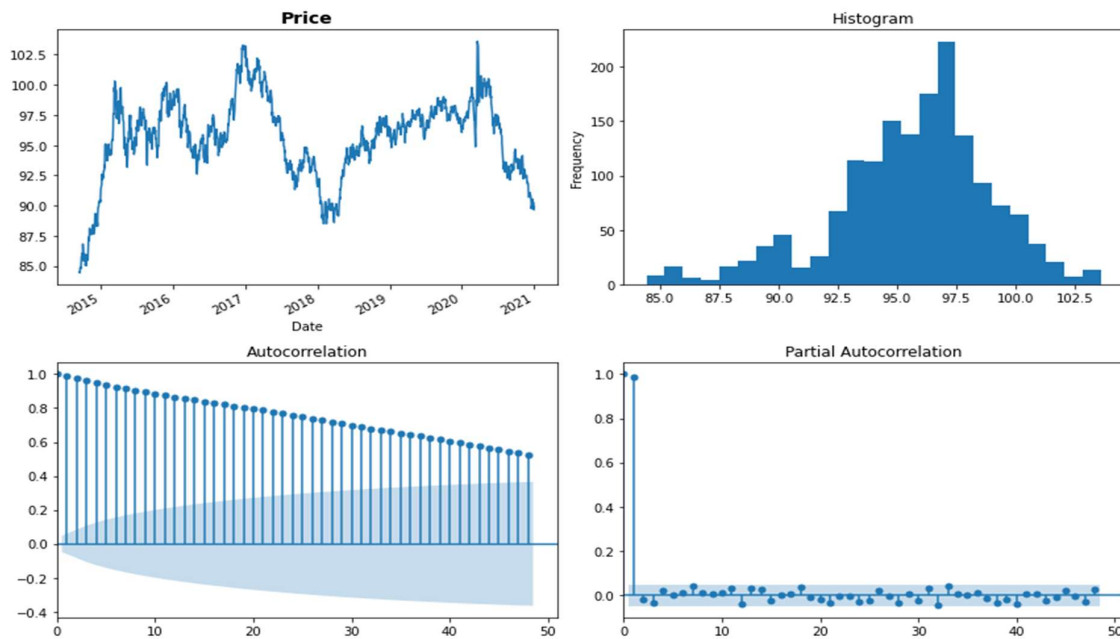 Price
102.5
100.0
97.5
95.0
92.5
90.0
87.5
85.0
2015 2016 2017 2018 2019 2020 2021
Date
Histogram
Frequency
200
150
100
50
0
85.0 87.5 90.0 92.5 95.0 97.5 100.0 102.5
Autocorrelation
1.0
0.8
0.6
0.4
0.2
0.0
−0.2
−0.4
0 10 20 30 40 50
Partial Autocorrelation
1.0
0.8
0.6
0.4
0.2
0.0
0 10 20 30 40 50